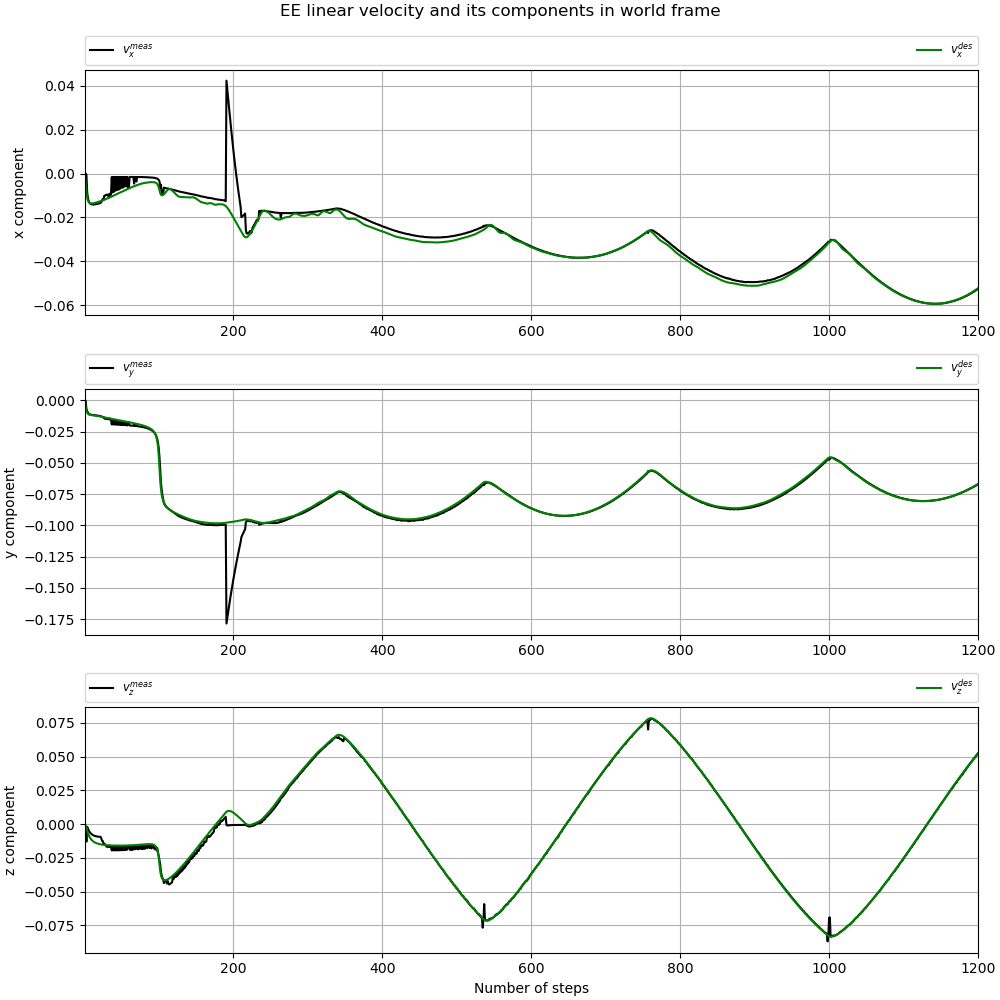 EE linear velocity and its components in world frame
v_x^{meas} v_x^{des}
0.04
0.02
0.00
−0.02
−0.04
−0.06
x component
200 400 600 800 1000 1200
v_y^{meas} v_y^{des}
0.000
−0.025
−0.050
−0.075
−0.100
−0.125
−0.150
−0.175
y component
200 400 600 800 1000 1200
v_z^{meas} v_z^{des}
0.075
0.050
0.025
0.000
−0.025
−0.050
−0.075
z component
200 400 600 800 1000 1200
Number of steps